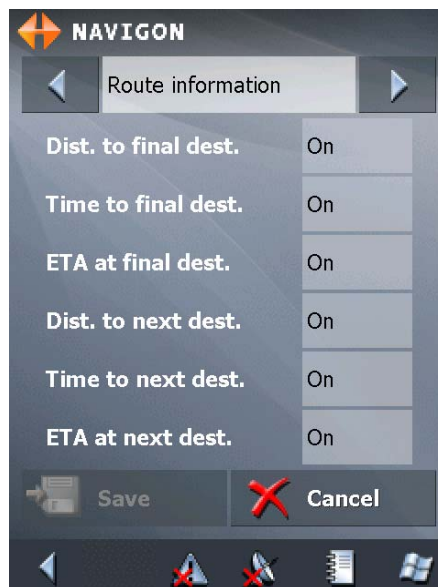 NAVIGON
Route information
Dist. to final dest. On
Time to final dest. On
ETA at final dest. On
Dist. to next dest. On
Time to next dest. On
ETA at next dest. On
Save Cancel